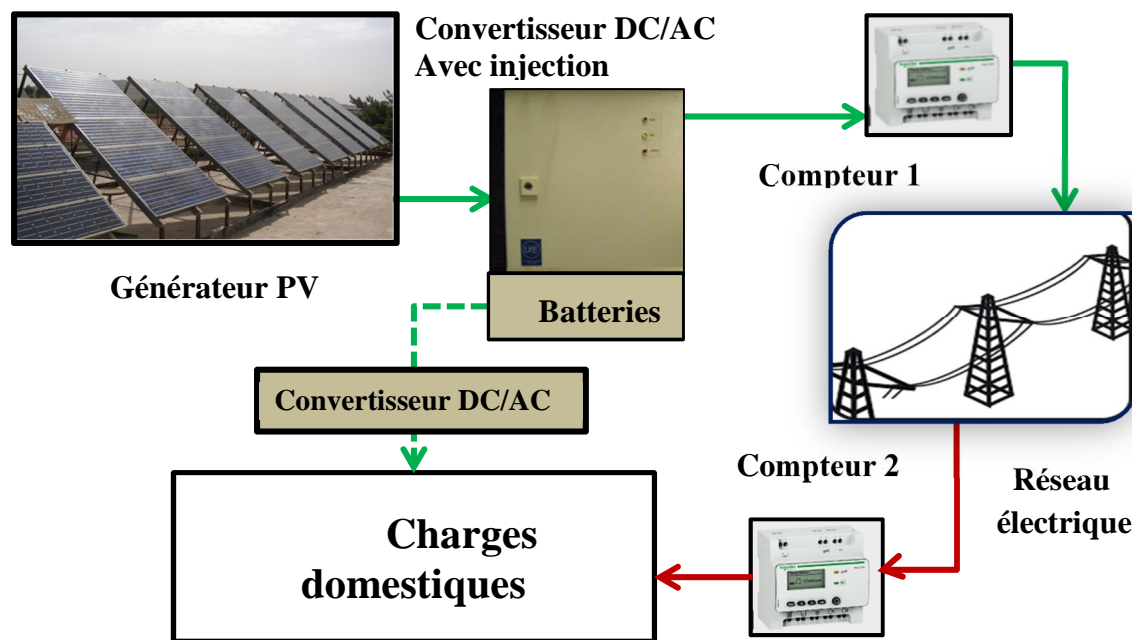 Convertisseur DC/AC
Avec injection
Compteur 1
Générateur PV
Batteries
Convertisseur DC/AC
Compteur 2
Réseau
électrique
Charges
domestiques